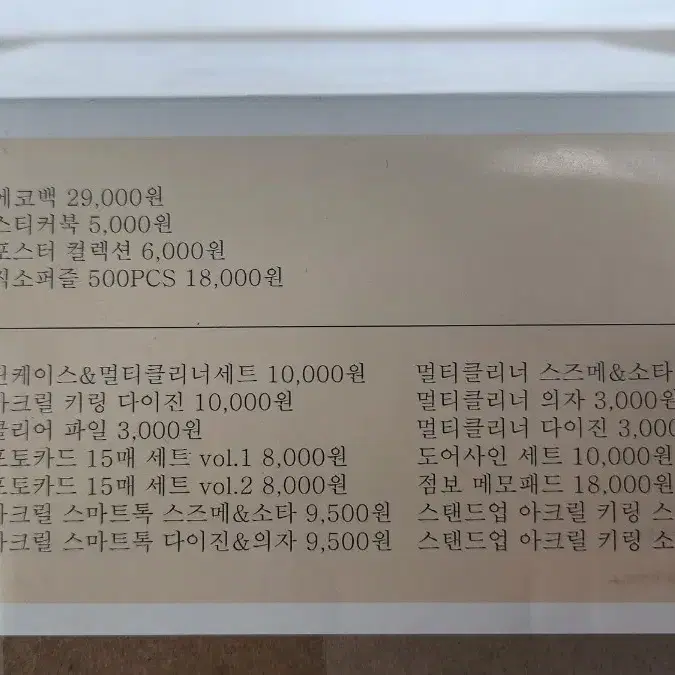 에코백 29,000원
스티커북 5,000원
포스터 컬렉션 6,000원
직소퍼즐 500PCS 18,000원
틴케이스&멀티클리너세트 10,000원
아크릴 키링 다이진 10,000원
클리어 파일 3,000원
포토카드 15매 세트 vol.1 8,000원
포토카드 15매 세트 vol.2 8,000원
아크릴 스마트톡 스즈메&소타 9,500원
아크릴 스마트톡 다이진&의자 9,500원
멀티클리너 스즈메&소타
멀티클리너 의자 3,000원
멀티클리너 다이진 3,000
도어사인 세트 10,000원
점보 메모패드 18,000원
스탠드업 아크릴 키링 스
스탠드업 아크릴 키링 소